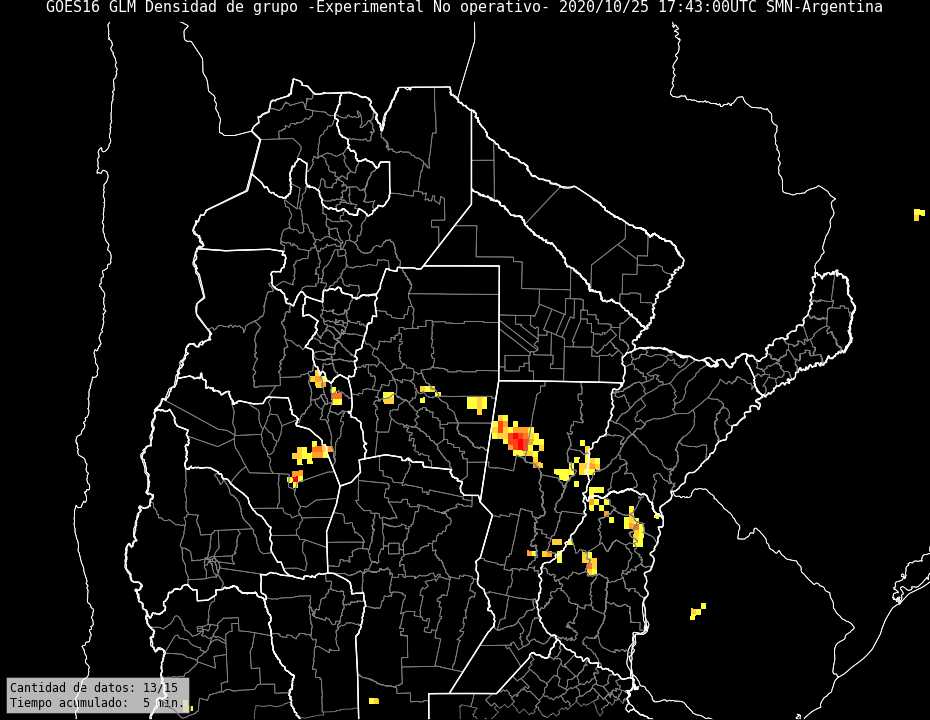 GOES16 GLM Densidad de grupo -Experimental No operativo- 2020/10/25 17:43:00UTC SMN-Argentina
Cantidad de datos: 13/15
Tiempo acumulado:  5 min.